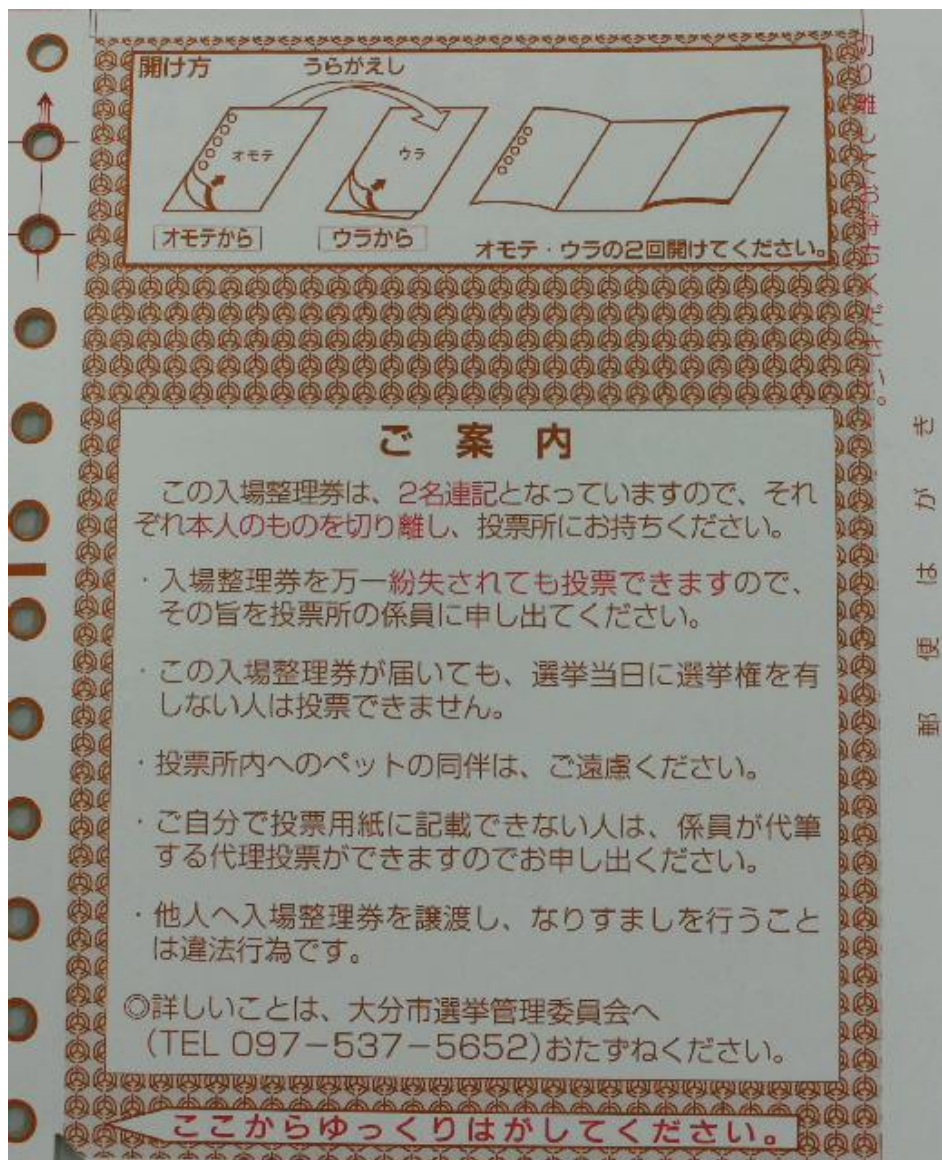 開け方
うらがえし
オモテ
ウラ
オモテから
ウラから
オモテ・ウラの2回開けてください。
切り離してお持ちください。
ご案内
この入場整理券は、2名連記となっていますので、それ
ぞれ本人のものを切り離し、投票所にお持ちください。
・入場整理券を万一紛失されても投票できますので、
その旨を投票所の係員に申し出てください。
・この入場整理券が届いても、選挙当日に選挙権を有
しない人は投票できません。
・投票所内へのペットの同伴は、ご遠慮ください。
・ご自分で投票用紙に記載できない人は、係員が代筆
する代理投票ができますのでお申し出ください。
・他人へ入場整理券を譲渡し、なりすましを行うこと
は違法行為です。
◎詳しいことは、大分市選挙管理委員会へ
(TEL 097-537-5652)おたずねください。
ここからゆっくりはがしてください。
郵便はがき